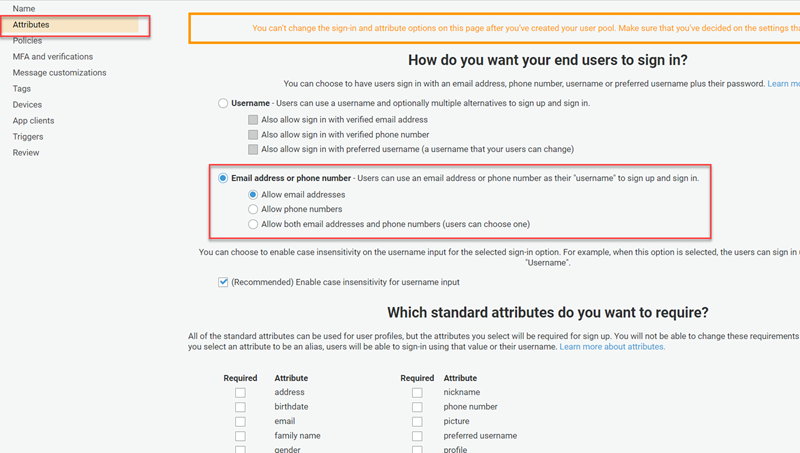 Name
Attributes
Policies
MFA and verifications
Message customizations
Tags
Devices
App clients
Triggers
Review
You can't change the sign-in and attribute options on this page after you've created your user pool. Make sure that you've decided on the settings tha
How do you want your end users to sign in?
You can choose to have users sign in with an email address, phone number, username or preferred username plus their password. Learn mo
Username - Users can use a username and optionally multiple alternatives to sign up and sign in.
Also allow sign in with verified email address
Also allow sign in with verified phone number
Also allow sign in with preferred username (a username that your users can change)
Email address or phone number - Users can use an email address or phone number as their "username" to sign up and sign in.
Allow email addresses
Allow phone numbers
Allow both email addresses and phone numbers (users can choose one)
You can choose to enable case insensitivity on the username input for the selected sign-in option. For example, when this option is selected, the users can sign in u
"Username".
(Recommended) Enable case insensitivity for username input
Which standard attributes do you want to require?
All of the standard attributes can be used for user profiles, but the attributes you select will be required for sign up. You will not be able to change these requirements
you select an attribute to be an alias, users will be able to sign-in using that value or their username. Learn more about attributes.
Required Attribute Required Attribute
address nickname
birthdate phone number
email picture
family name preferred username
gender profile